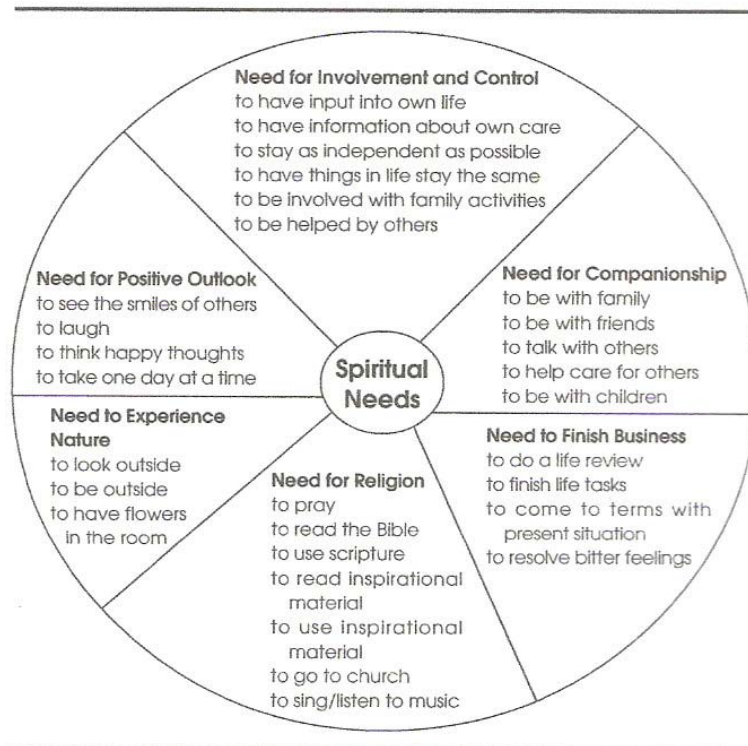 Need for Involvement and Control
to have input into own life
to have information about own care
to stay as independent as possible
to have things in life stay the same
to be involved with family activities
to be helped by others
Need for Positive Outlook
to see the smiles of others
to laugh
to think happy thoughts
to take one day at a time
Need for Companionship
to be with family
to be with friends
to talk with others
to help care for others
to be with children
Spiritual
Needs
Need to Experience
Nature
to look outside
to be outside
to have flowers
in the room
Need for Religion
to pray
to read the Bible
to use scripture
to read inspirational
material
to use inspirational
material
to go to church
to sing/listen to music
Need to Finish Business
to do a life review
to finish life tasks
to come to terms with
present situation
to resolve bitter feelings